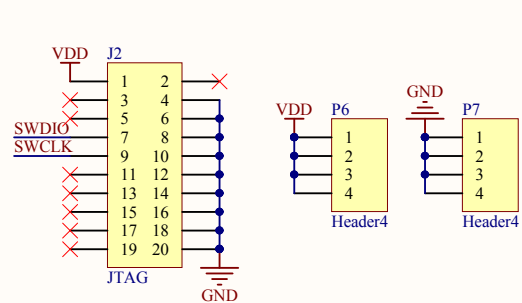 VDD
J2
1 2
3 4
5 6
SWDIO 7 8
SWCLK 9 10
11 12
13 14
15 16
17 18
19 20
JTAG
GND
VDD
P6
1
2
3
4
Header4
GND
P7
1
2
3
4
Header4